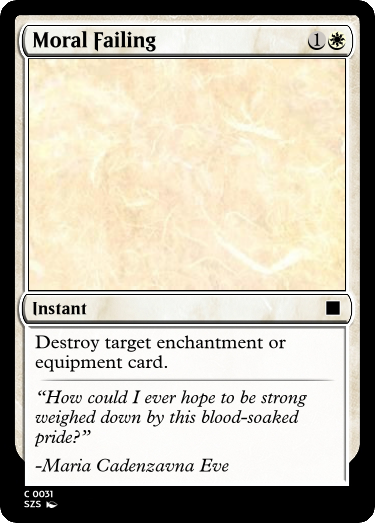 Moral Failing 1
Instant
Destroy target enchantment or
equipment card.
“How could I ever hope to be strong
weighed down by this blood-soaked
pride?”
-Maria Cadenzavna Eve
C 0031
SZS